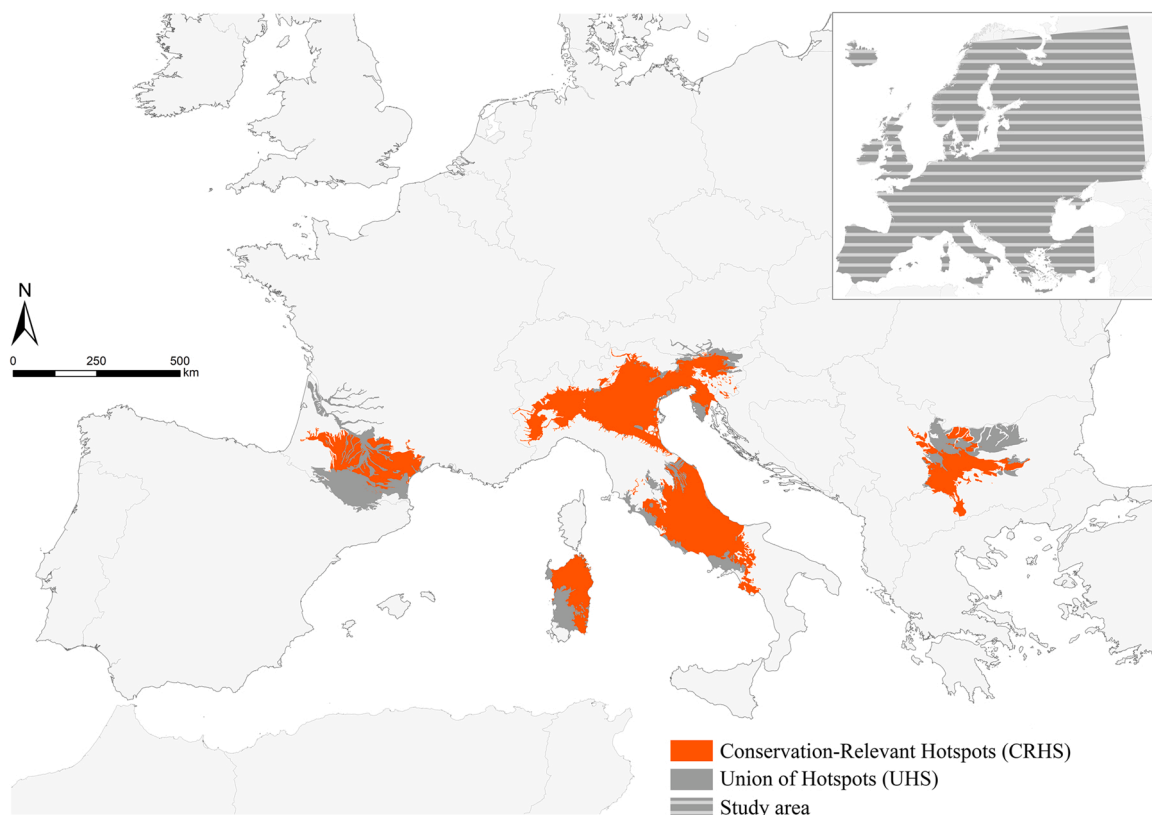 N
0 250 500
km
Conservation-Relevant Hotspots (CRHS)
Union of Hotspots (UHS)
Study area